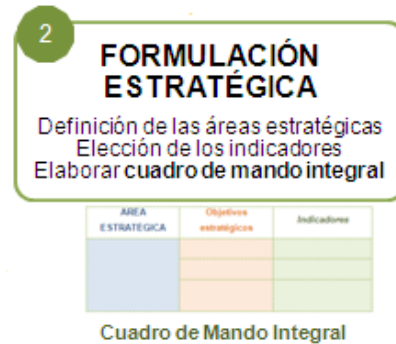 2
FORMULACIÓN
ESTRATÉGICA
Definición de las áreas estratégicas
Elección de los indicadores
Elaborar cuadro de mando integral
AREA
ESTRATEGICA
Objetivos
estratégicos
Indicadores
Cuadro de Mando Integral